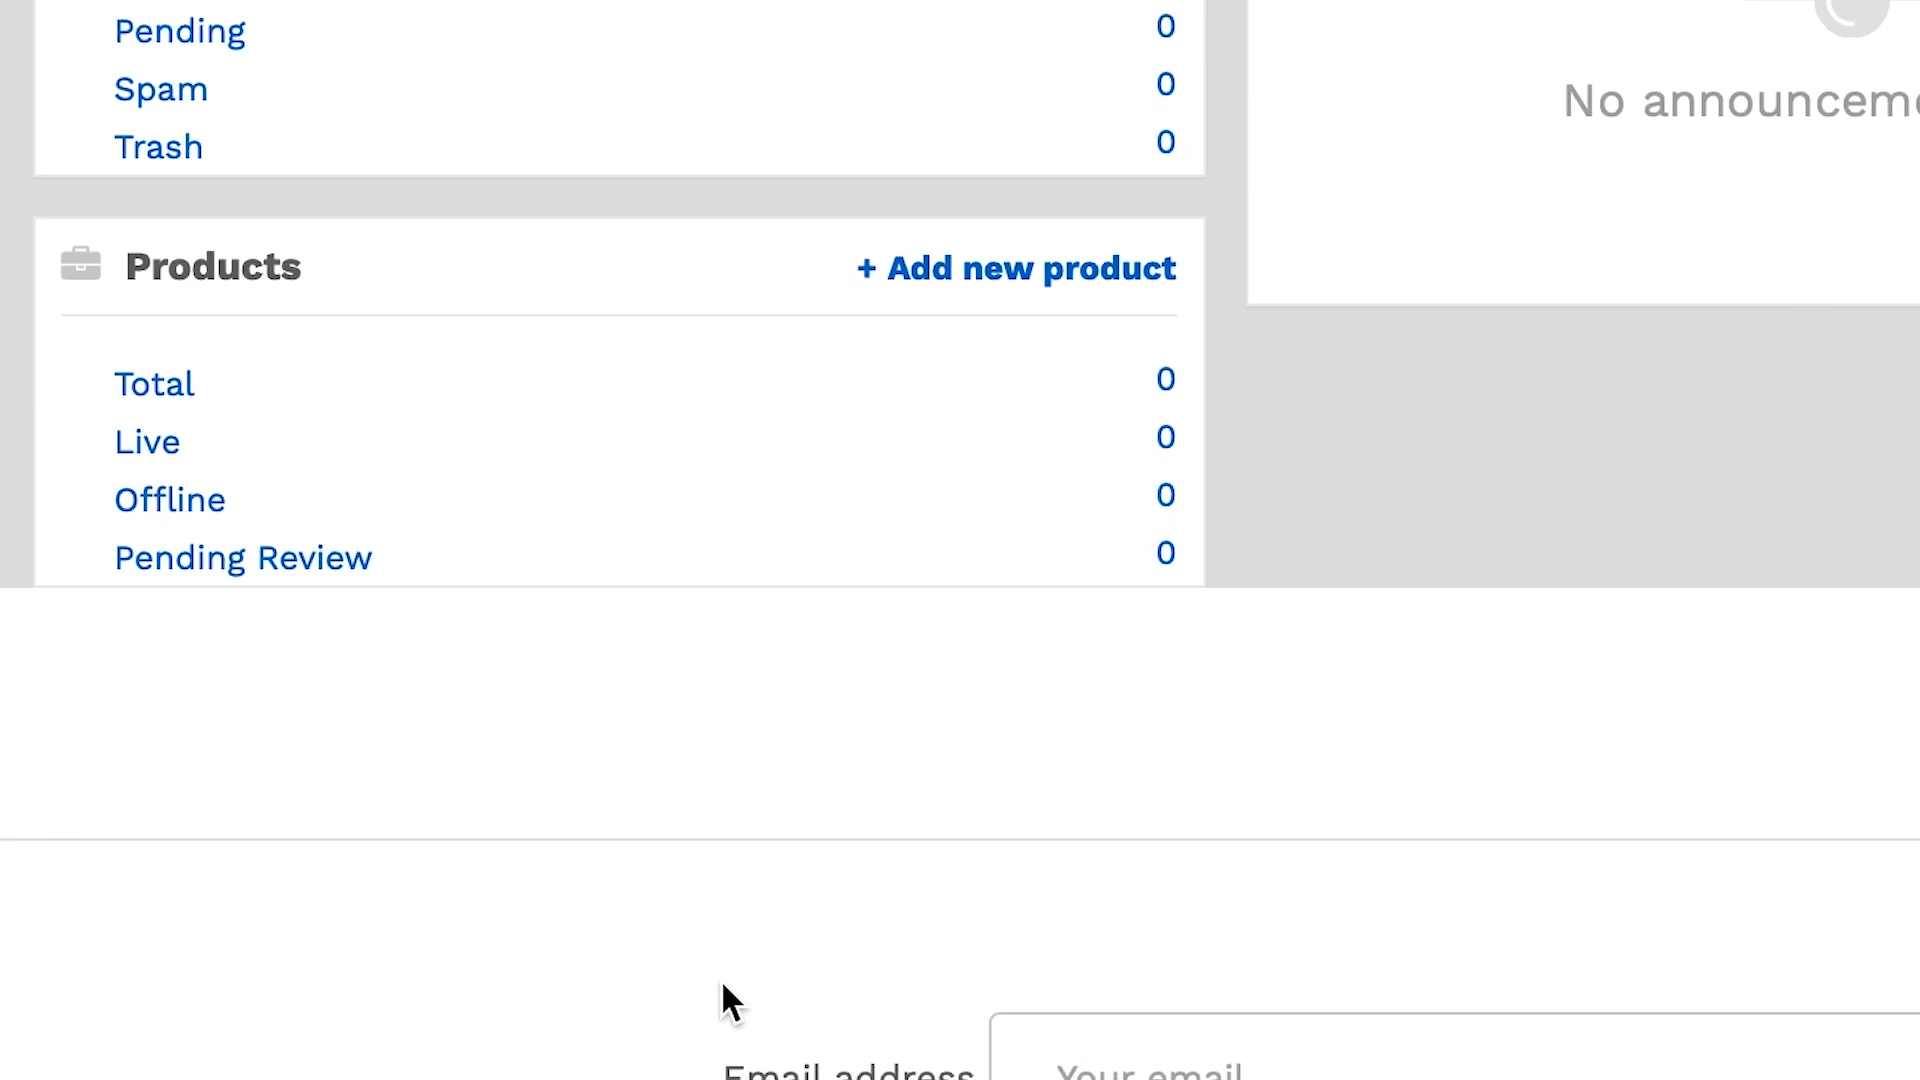 Pending 0
Spam 0
Trash 0
No announceme
Products + Add new product
Total 0
Live 0
Offline 0
Pending Review 0
Email address Your email